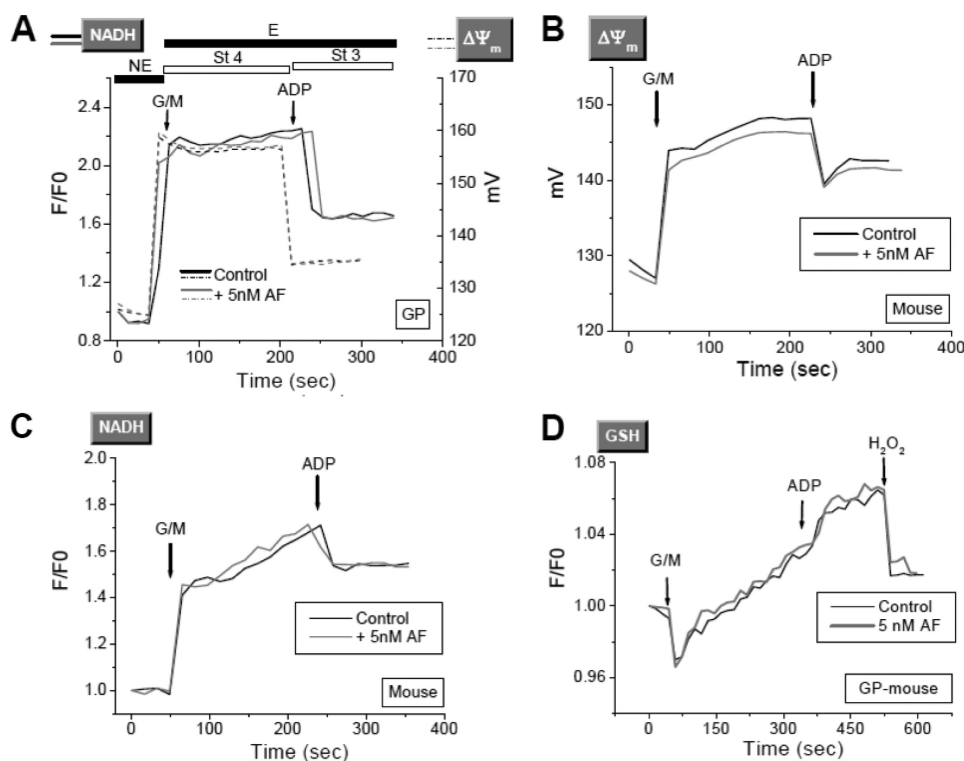 A
NADH
E
ΔΨm
NE
St 4
St 3
G/M
ADP
2.4
2.0
1.6
1.2
0.8
F/F0
170
160
150
140
130
120
mV
Control
+ 5nM AF
GP
0
100
200
300
400
Time (sec)
B
ΔΨm
G/M
ADP
150
140
130
120
mV
Control
+ 5nM AF
Mouse
0
100
200
300
400
Time (sec)
C
NADH
G/M
ADP
2.0
1.8
1.6
1.4
1.2
1.0
F/F0
Control
+ 5nM AF
Mouse
0
100
200
300
400
Time (sec)
D
GSH
G/M
ADP
H2O2
1.08
1.04
1.00
0.96
F/F0
Control
5 nM AF
GP-mouse
0
150
300
450
600
Time (sec)